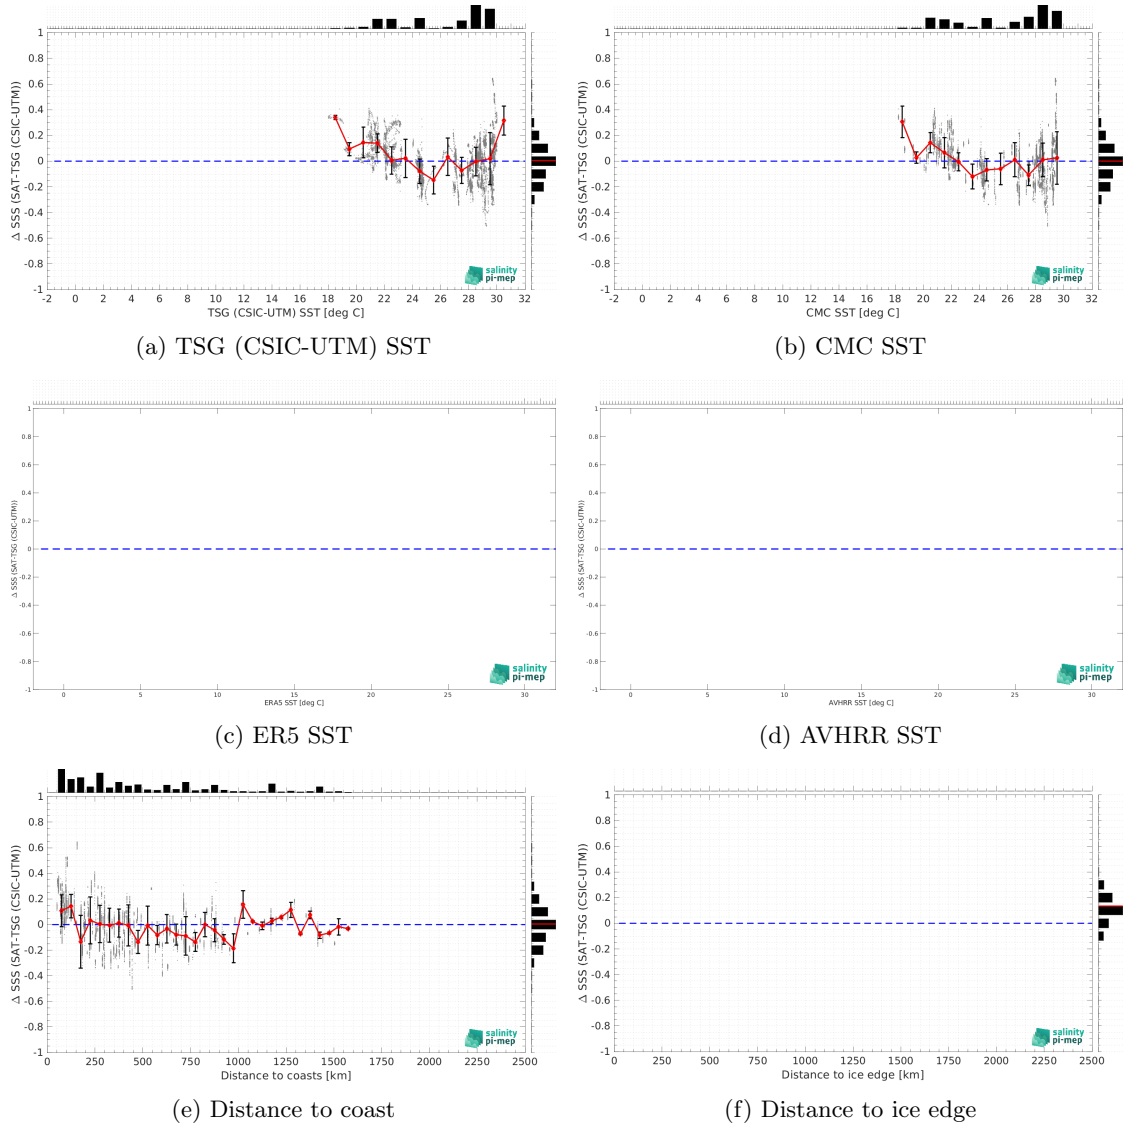 1
0.8
0.6
0.4
0.2
0
-0.2
-0.4
-0.6
-0.8
-1
Δ SSS (SAT-TSG (CSIC-UTM))
-2 0 2 4 6 8 10 12 14 16 18 20 22 24 26 28 30 32
TSG (CSIC-UTM) SST [deg C]
salinity
pi-mep
(a) TSG (CSIC-UTM) SST
1
0.8
0.6
0.4
0.2
0
-0.2
-0.4
-0.6
-0.8
-1
Δ SSS (SAT-TSG (CSIC-UTM))
-2 0 2 4 6 8 10 12 14 16 18 20 22 24 26 28 30 32
CMC SST [deg C]
salinity
pi-mep
(b) CMC SST
1
0.8
0.6
0.4
0.2
0
-0.2
-0.4
-0.6
-0.8
-1
Δ SSS (SAT-TSG (CSIC-UTM))
0 5 10 15 20 25 30
ERA5 SST [deg C]
salinity
pi-mep
(c) ER5 SST
1
0.8
0.6
0.4
0.2
0
-0.2
-0.4
-0.6
-0.8
-1
Δ SSS (SAT-TSG (CSIC-UTM))
0 5 10 15 20 25 30
AVHRR SST [deg C]
salinity
pi-mep
(d) AVHRR SST
1
0.8
0.6
0.4
0.2
0
-0.2
-0.4
-0.6
-0.8
-1
Δ SSS (SAT-TSG (CSIC-UTM))
0 250 500 750 1000 1250 1500 1750 2000 2250 2500
Distance to coasts [km]
salinity
pi-mep
(e) Distance to coast
1
0.8
0.6
0.4
0.2
0
-0.2
-0.4
-0.6
-0.8
-1
Δ SSS (SAT-TSG (CSIC-UTM))
0 250 500 750 1000 1250 1500 1750 2000 2250 2500
Distance to ice edge [km]
salinity
pi-mep
(f) Distance to ice edge